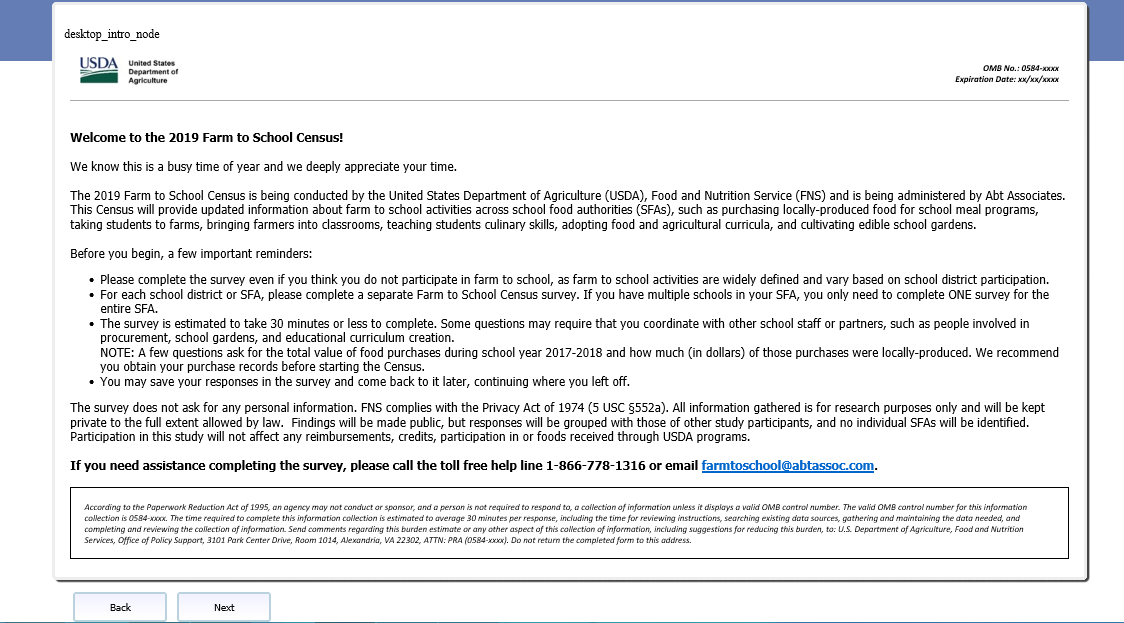 desktop_intro_node
USDA United States
Department of
Agriculture
OMB No.: 0584-xxxx
Expiration Date: xx/xx/xxxx
Welcome to the 2019 Farm to School Census!
We know this is a busy time of year and we deeply appreciate your time.
The 2019 Farm to School Census is being conducted by the United States Department of Agriculture (USDA), Food and Nutrition Service (FNS) and is being administered by Abt Associates.
This Census will provide updated information about farm to school activities across school food authorities (SFAs), such as purchasing locally-produced food for school meal programs,
taking students to farms, bringing farmers into classrooms, teaching students culinary skills, adopting food and agricultural curricula, and cultivating edible school gardens.
Before you begin, a few important reminders:
• Please complete the survey even if you think you do not participate in farm to school, as farm to school activities are widely defined and vary based on school district participation.
• For each school district or SFA, please complete a separate Farm to School Census survey. If you have multiple schools in your SFA, you only need to complete ONE survey for the
entire SFA.
• The survey is estimated to take 30 minutes or less to complete. Some questions may require that you coordinate with other school staff or partners, such as people involved in
procurement, school gardens, and educational curriculum creation.
NOTE: A few questions ask for the total value of food purchases during school year 2017-2018 and how much (in dollars) of those purchases were locally-produced. We recommend
you obtain your purchase records before starting the Census.
• You may save your responses in the survey and come back to it later, continuing where you left off.
The survey does not ask for any personal information. FNS complies with the Privacy Act of 1974 (5 USC §552a). All information gathered is for research purposes only and will be kept
private to the full extent allowed by law.  Findings will be made public, but responses will be grouped with those of other study participants, and no individual SFAs will be identified.
Participation in this study will not affect any reimbursements, credits, participation in or foods received through USDA programs.
If you need assistance completing the survey, please call the toll free help line 1-866-778-1316 or email farmtoschool@abtassoc.com.
According to the Paperwork Reduction Act of 1995, an agency may not conduct or sponsor, and a person is not required to respond to, a collection of information unless it displays a valid OMB control number. The valid OMB control number for this information
collection is 0584-xxxx. The time required to complete this information collection is estimated to average 30 minutes per response, including the time for reviewing instructions, searching existing data sources, gathering and maintaining the data needed, and
completing and reviewing the collection of information. Send comments regarding this burden estimate or any other aspect of this collection of information, including suggestions for reducing this burden, to: U.S. Department of Agriculture, Food and Nutrition
Services, Office of Policy Support, 3101 Park Center Drive, Room 1014, Alexandria, VA 22302, ATTN: PRA (0584-xxxx). Do not return the completed form to this address.
Back Next